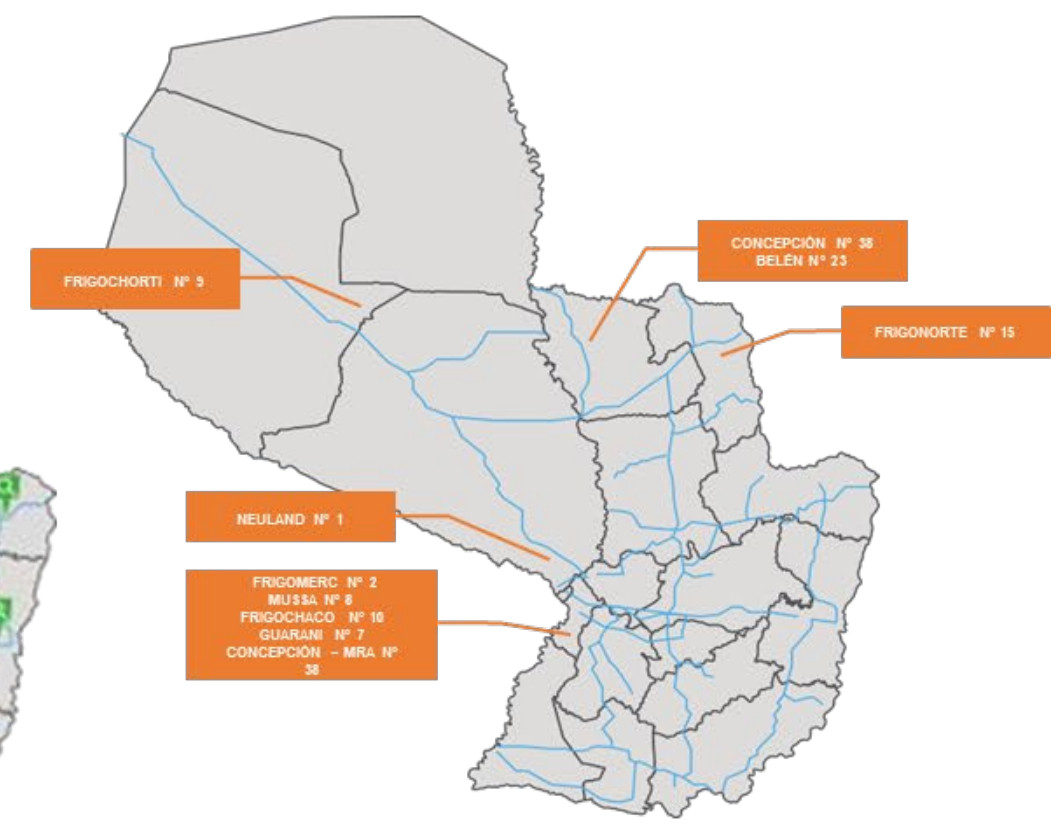 CONCEPCIÓN Nº 38
BELÉN Nº 23
FRIGOCHORTI Nº 9
FRIGONORTE Nº 15
NEULAND Nº 1
FRIGOMERC Nº 2
MUSSA Nº 8
FRIGOCHACO Nº 10
GUARANI Nº 7
CONCEPCIÓN – MRA Nº
38